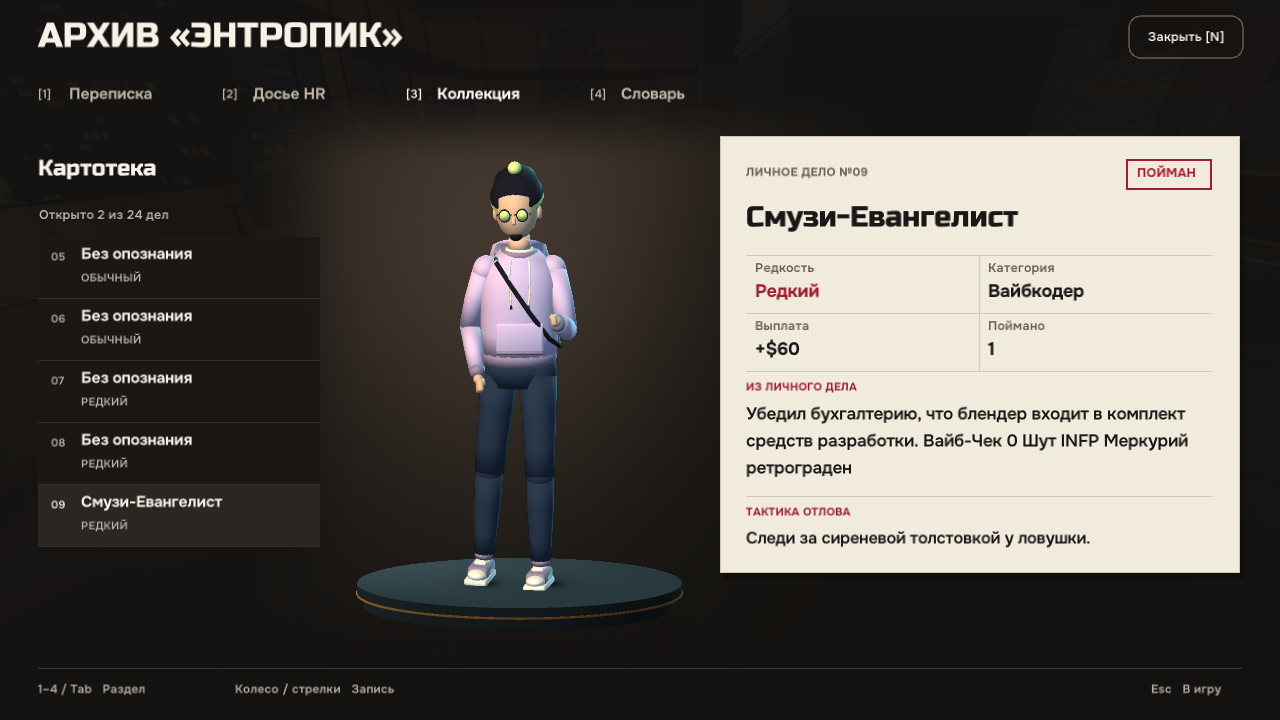 АРХИВ «ЭНТРОПИК»
Закрыть [N]
[1] Переписка
[2] Досье HR
[3] Коллекция
[4] Словарь
Картотека
Открыто 2 из 24 дел
05 Без опознания
ОБЫЧНЫЙ
06 Без опознания
ОБЫЧНЫЙ
07 Без опознания
РЕДКИЙ
08 Без опознания
РЕДКИЙ
09 Смузи-Евангелист
РЕДКИЙ
ЛИЧНОЕ ДЕЛО №09
ПОЙМАН
Смузи-Евангелист
Редкость
Редкий
Категория
Вайбкодер
Выплата
+$60
Поймано
1
ИЗ ЛИЧНОГО ДЕЛА
Убедил бухгалтерию, что блендер входит в комплект
средств разработки. Вайб-Чек 0 Шут INFP Меркурий
ретрограден
ТАКТИКА ОТЛОВА
Следи за сиреневой толстовкой у ловушки.
1–4 / Tab Раздел
Колесо / стрелки Запись
Esc В игру